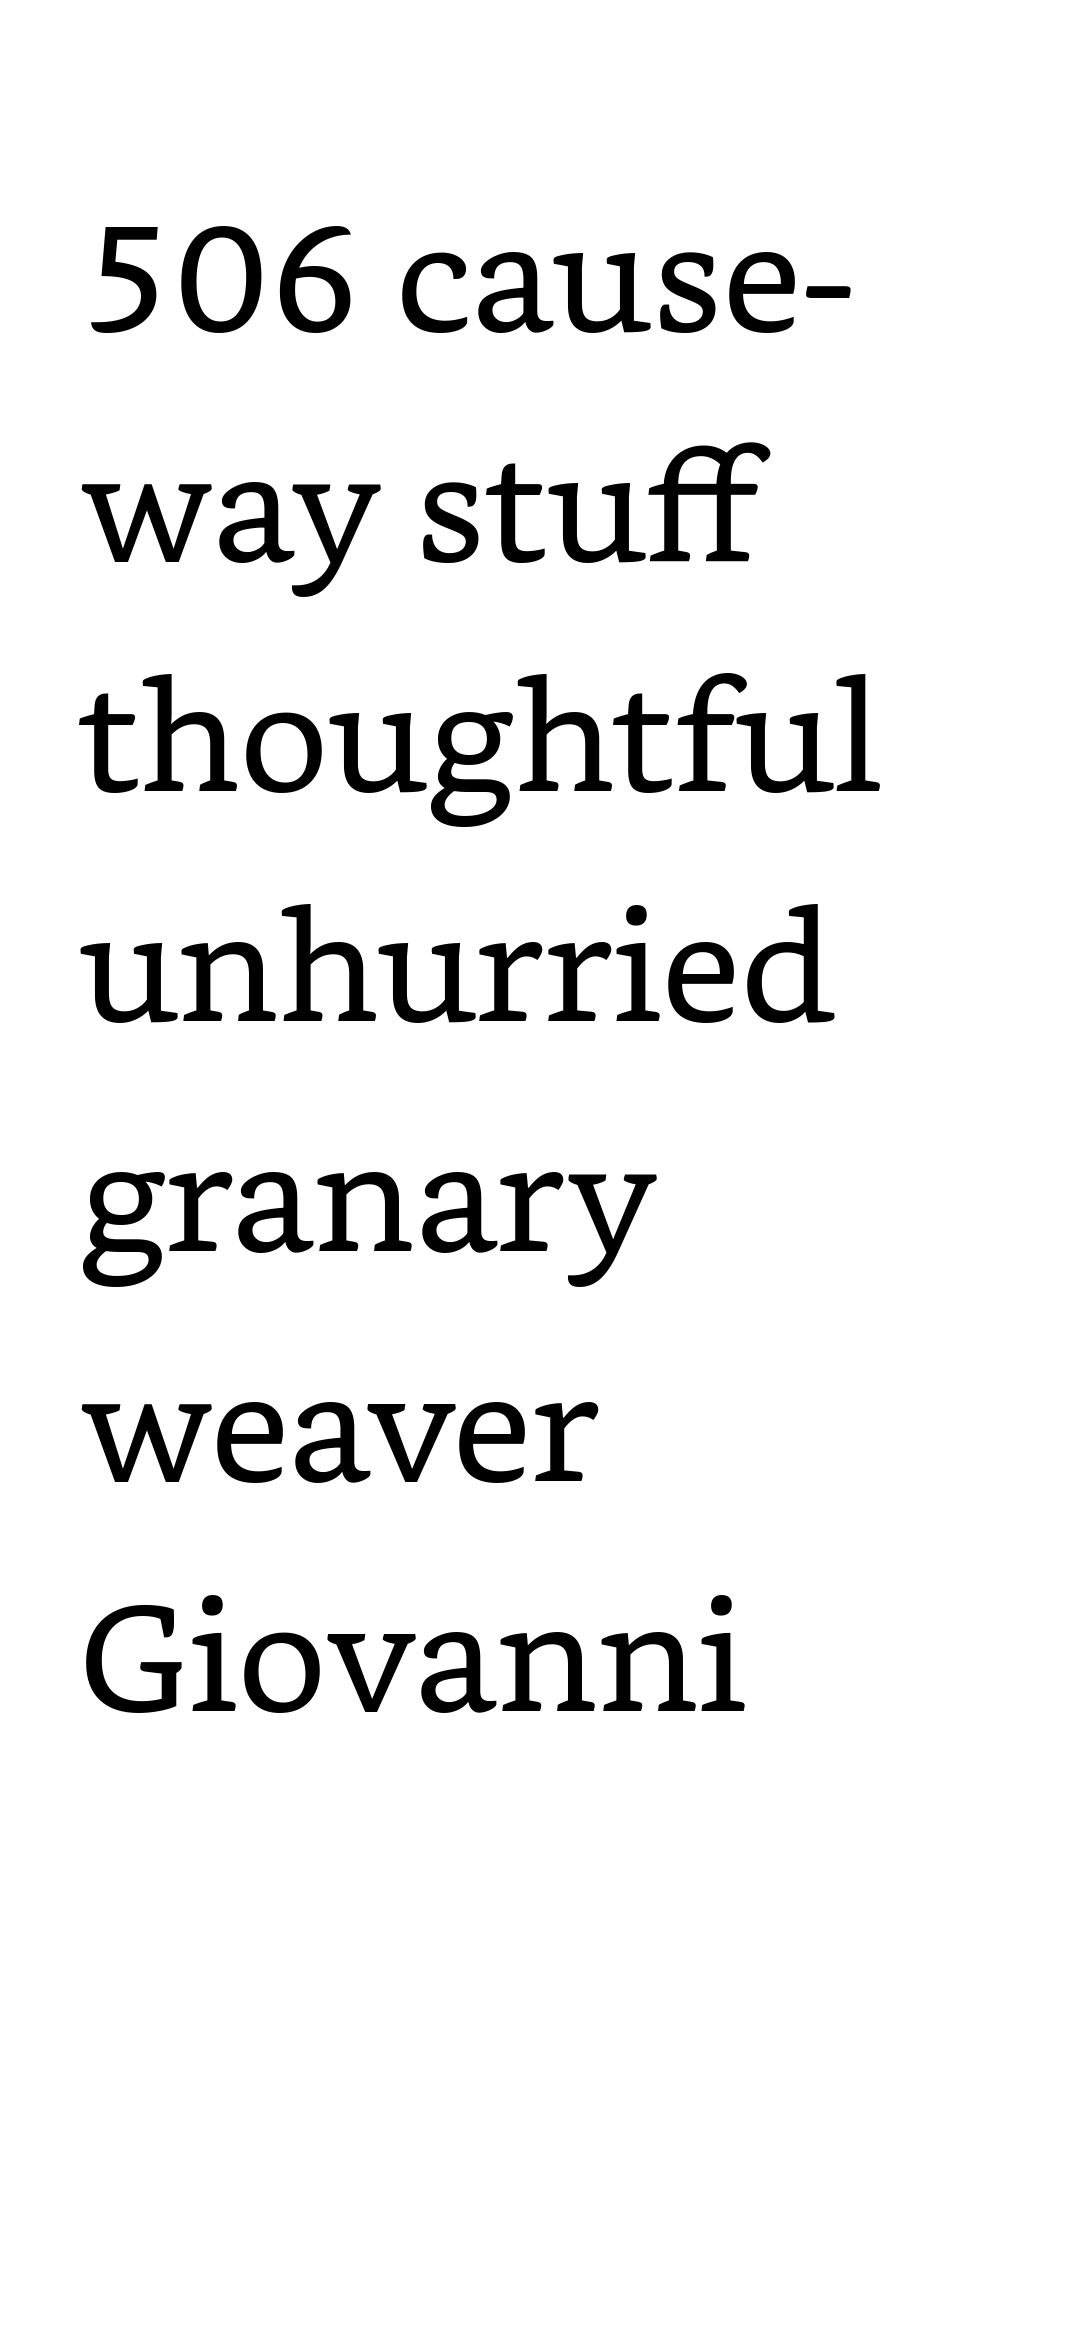 506 cause-
way stuff
thoughtful
unhurried
granary
weaver
Giovanni